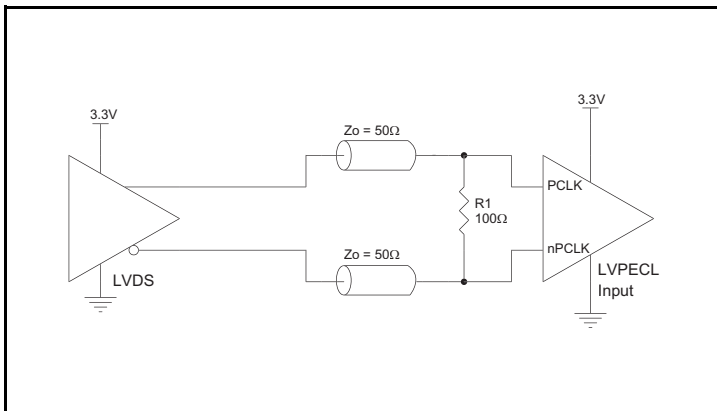 3.3V
3.3V
Zo = 50Ω
PCLK
R1
100Ω
Zo = 50Ω
nPCLK
LVDS
LVPECL
Input